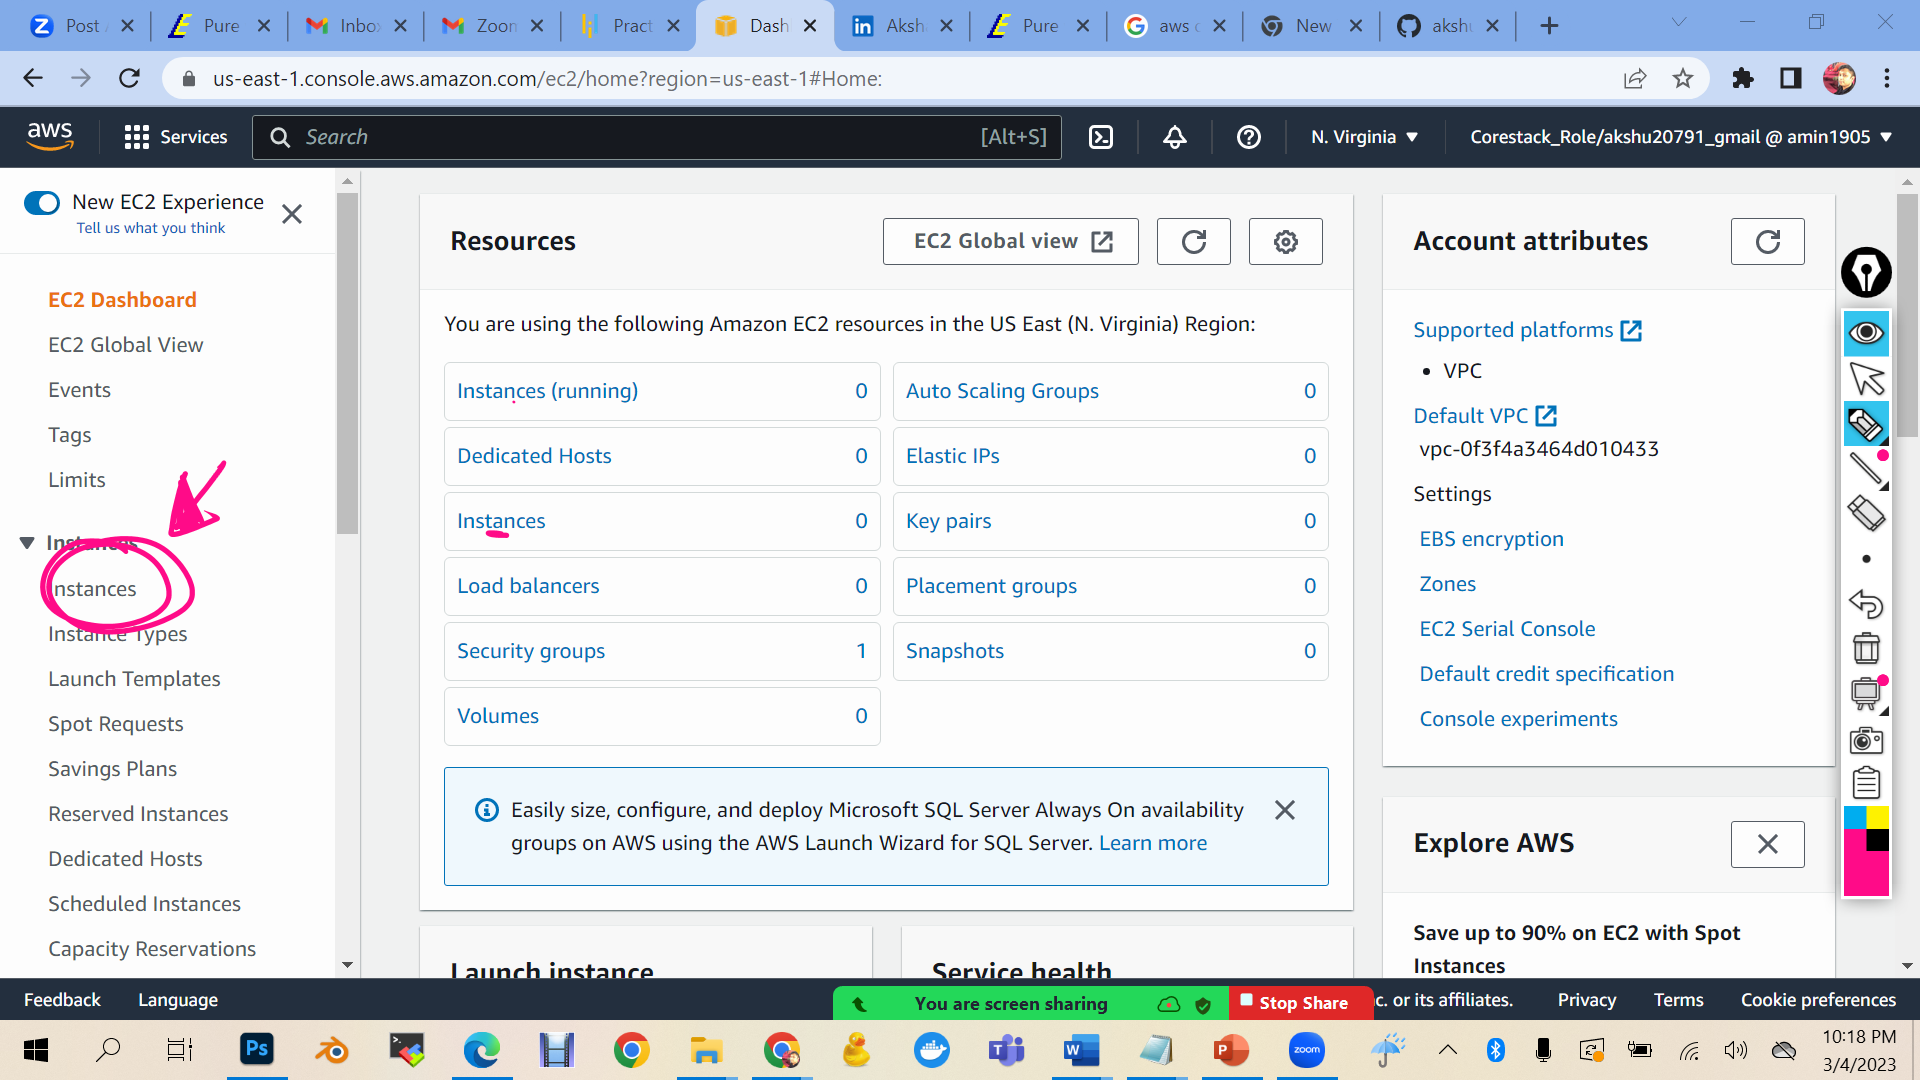 Post
Pure
Inbo
Zoon
Pract
Dash
Aksh
Pure
aws
New
aksh
us-east-1.console.aws.amazon.com/ec2/home?region=us-east-1#Home:
aws
Services
Search
[Alt+S]
N. Virginia
Corestack_Role/akshu20791_gmail @ amin1905
New EC2 Experience
Tell us what you think
EC2 Dashboard
EC2 Global View
Events
Tags
Limits
Instances
Instances
Instance Types
Launch Templates
Spot Requests
Savings Plans
Reserved Instances
Dedicated Hosts
Scheduled Instances
Capacity Reservations
Resources
EC2 Global view
You are using the following Amazon EC2 resources in the US East (N. Virginia) Region:
Instances (running) 0
Auto Scaling Groups 0
Dedicated Hosts 0
Elastic IPs 0
Instances 0
Key pairs 0
Load balancers 0
Placement groups 0
Security groups 1
Snapshots 0
Volumes 0
Easily size, configure, and deploy Microsoft SQL Server Always On availability
groups on AWS using the AWS Launch Wizard for SQL Server. Learn more
Launch instance
Service health
Account attributes
Supported platforms
• VPC
Default VPC
vpc-0f3f4a3464d010433
Settings
EBS encryption
Zones
EC2 Serial Console
Default credit specification
Console experiments
Explore AWS
Save up to 90% on EC2 with Spot
Instances
Feedback
Language
You are screen sharing
Stop Share
c. or its affiliates.
Privacy
Terms
Cookie preferences
Ps
W
P
zoom
10:18 PM
3/4/2023